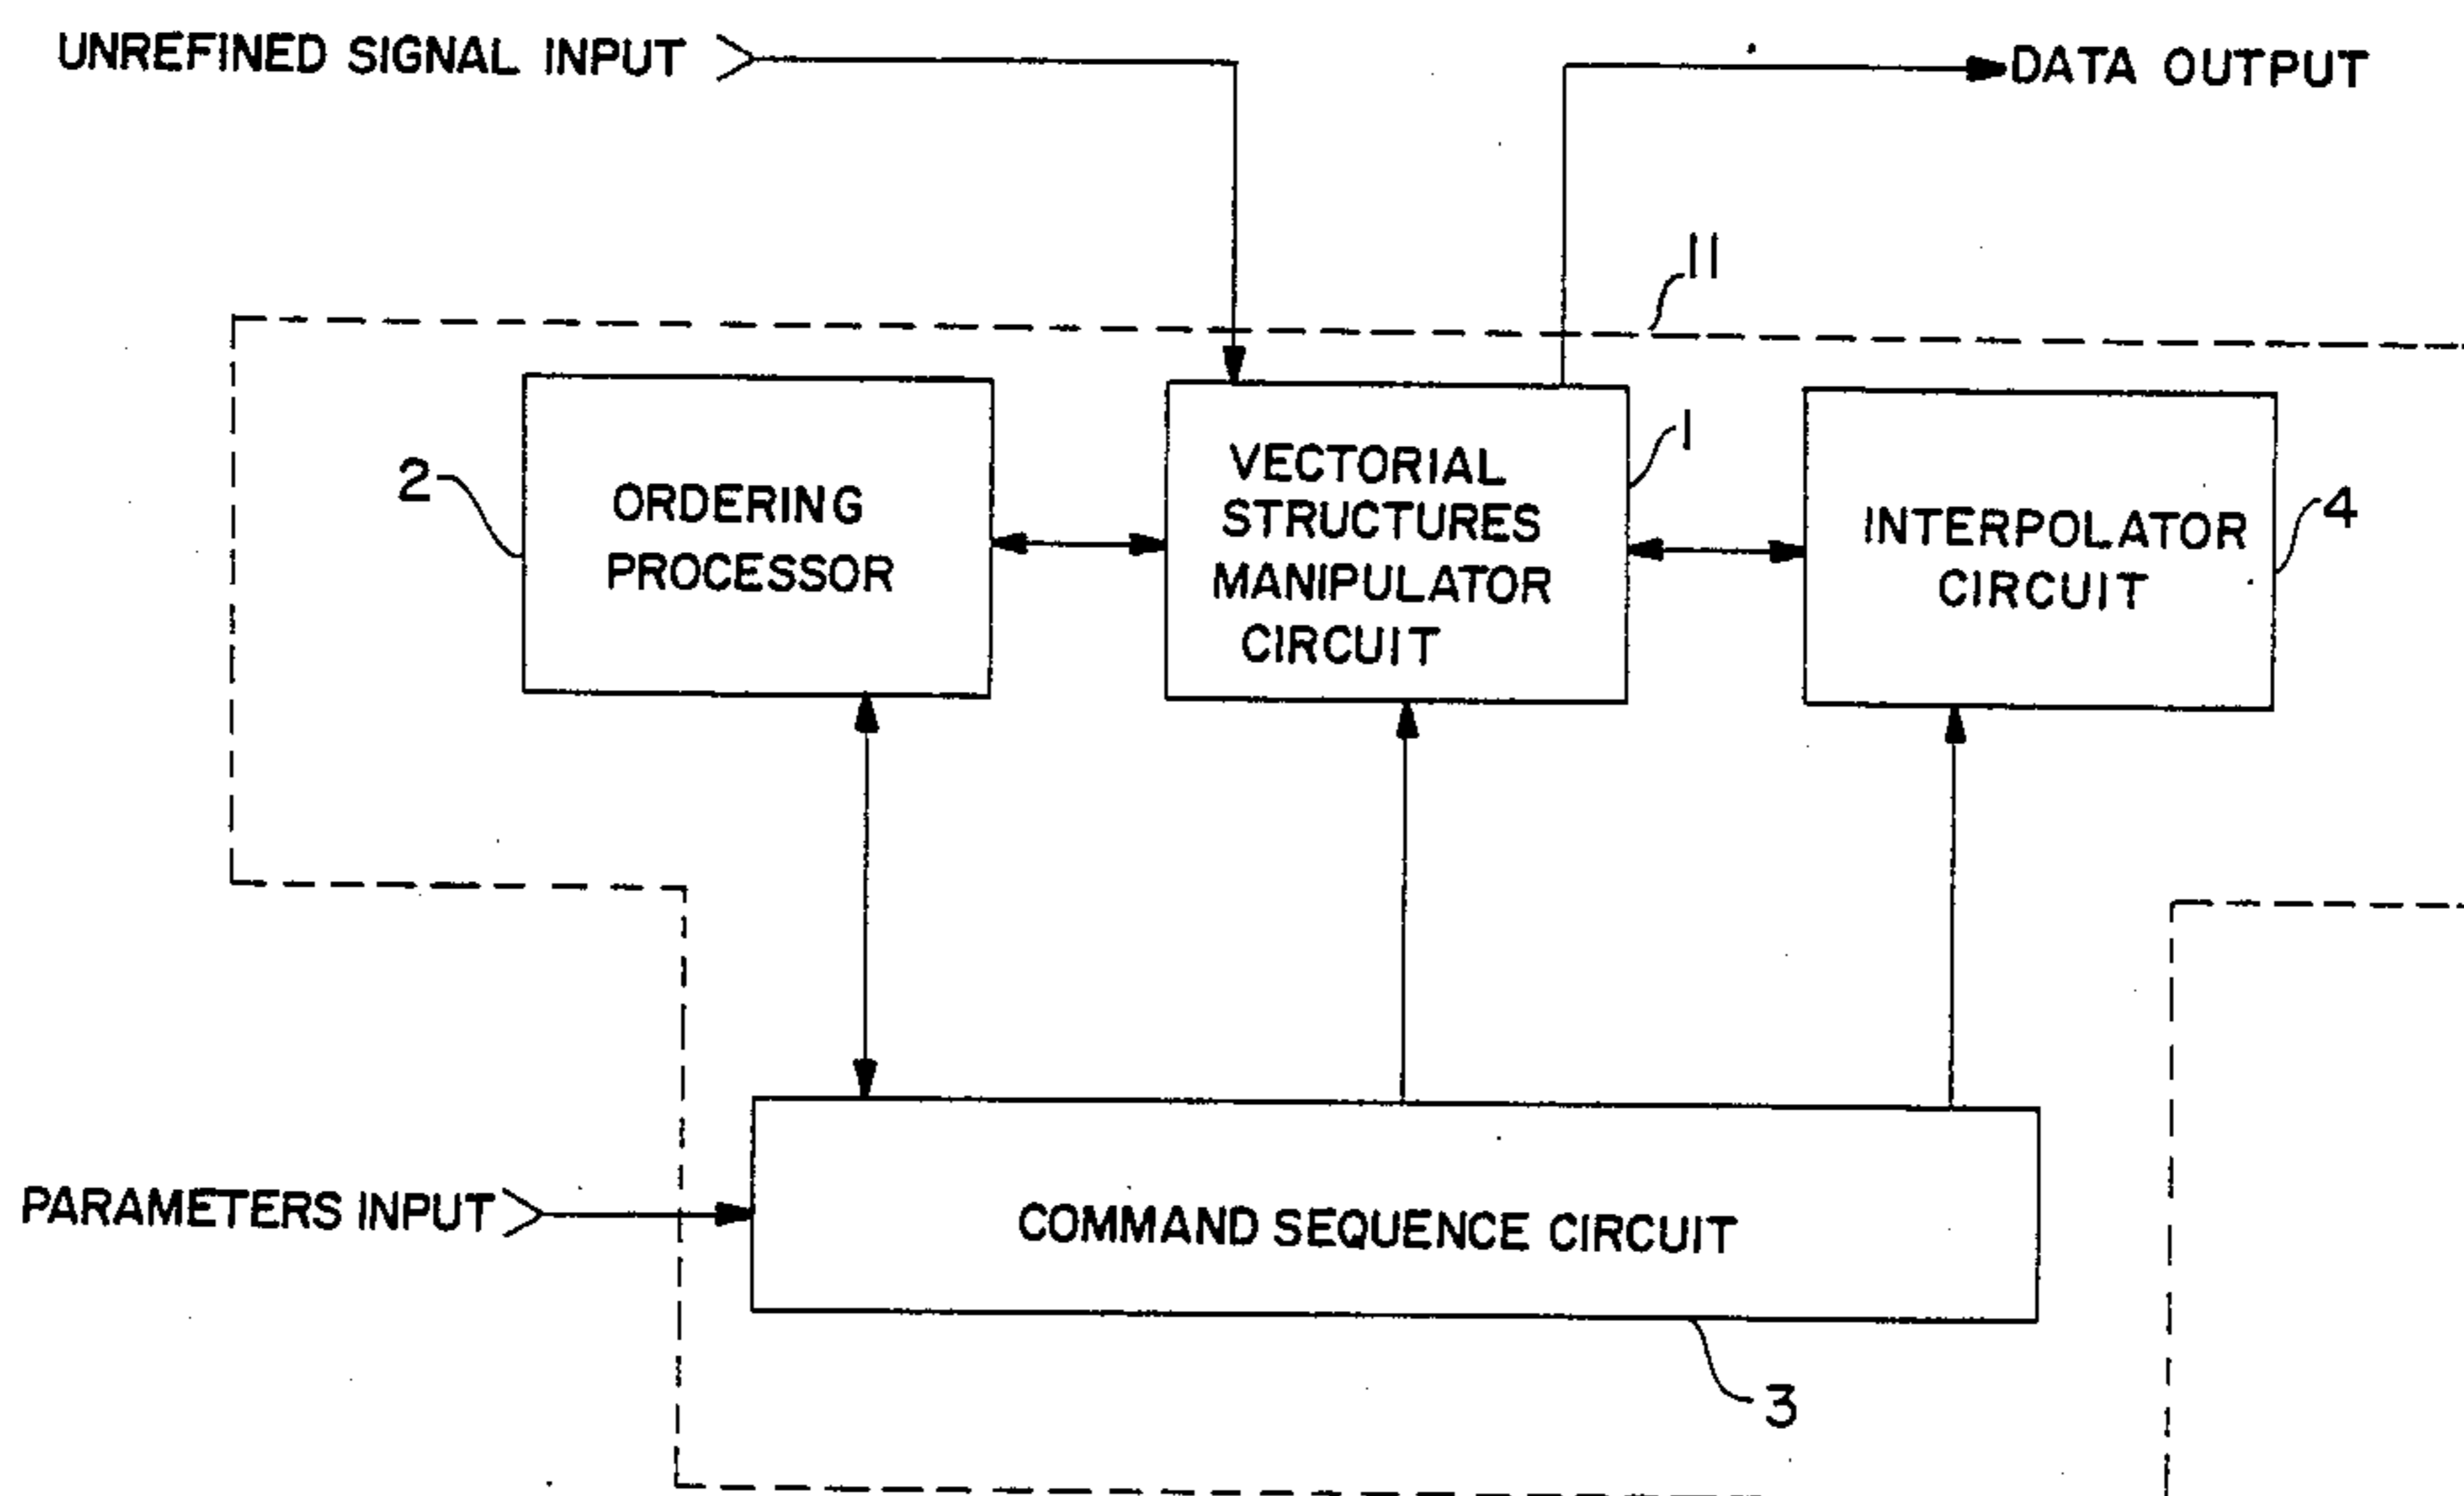 UNREFINED SIGNAL INPUT
DATA OUTPUT
11
2
ORDERING
PROCESSOR
VECTORIAL
STRUCTURES
MANIPULATOR
CIRCUIT
1
INTERPOLATOR
CIRCUIT
4
PARAMETERS INPUT
COMMAND SEQUENCE CIRCUIT
3